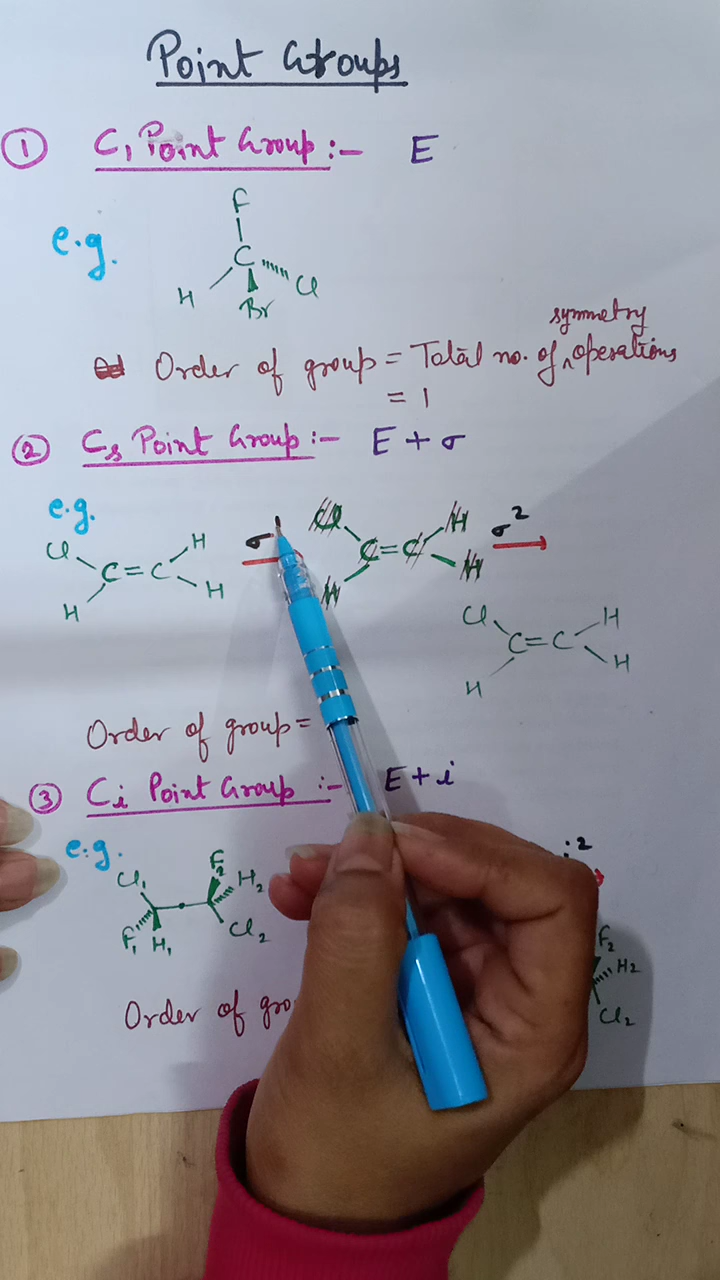 Point Groups
① C₁ Point Group :- E
e.g.
F
C
H Cl
Br
symmetry
Order of group = Total no. of ^ operations
= 1
② Cs Point Group :- E + σ
e.g.
Cl H
C = C
H H
σ
Cl H
C = C
H H
σ²
Cl H
C = C
H H
Order of group =
③ Ci Point Group :- E + i
e.g.
Cl₁ F₂ H₂
F₁ H₁ Cl₂
i²
F₂
H₂
Cl₂
Order of gro